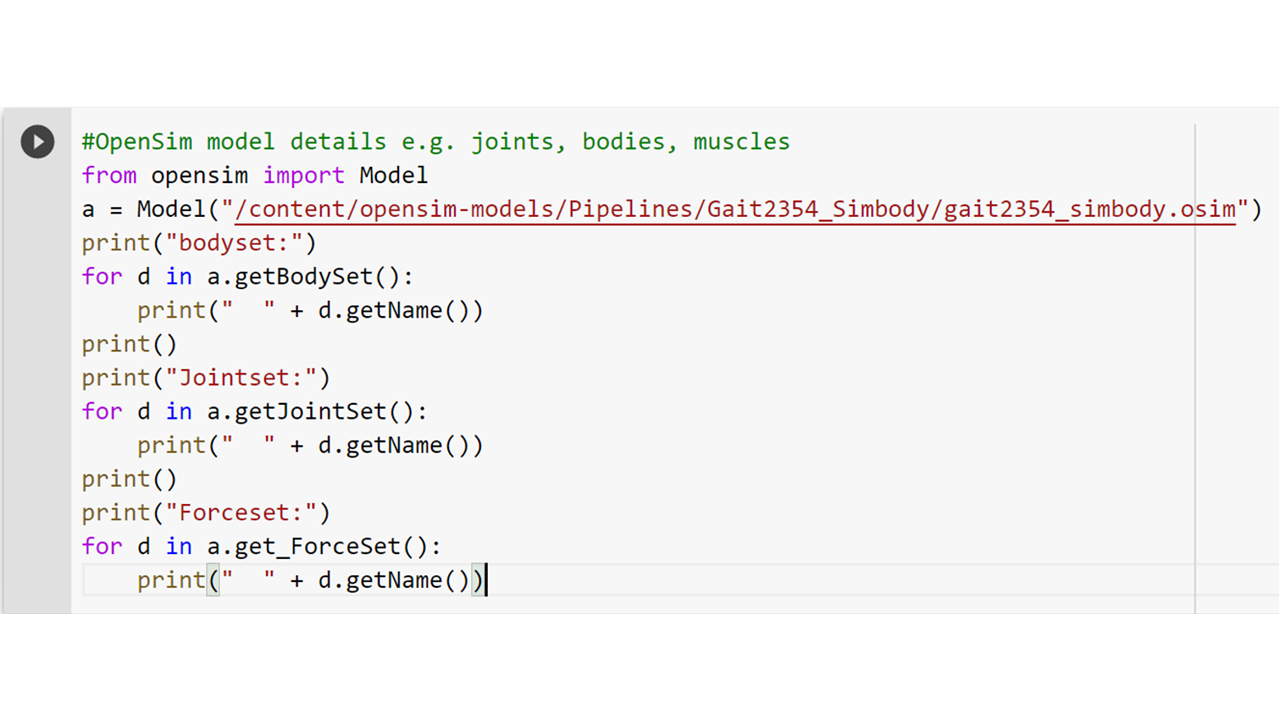 #OpenSim model details e.g. joints, bodies, muscles
from opensim import Model
a = Model("/content/opensim-models/Pipelines/Gait2354_Simbody/gait2354_simbody.osim")
print("bodyset:")
for d in a.getBodySet():
    print("  " + d.getName())
print()
print("Jointset:")
for d in a.getJointSet():
    print("  " + d.getName())
print()
print("Forceset:")
for d in a.get_ForceSet():
    print("  " + d.getName())